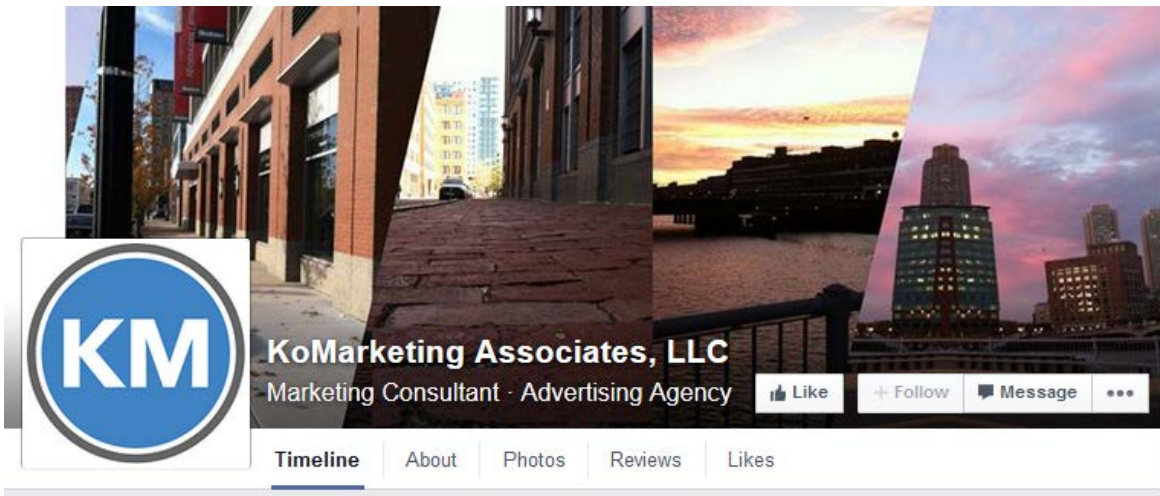 KM
KoMarketing Associates, LLC
Marketing Consultant · Advertising Agency
Like
+ Follow
Message
Timeline
About
Photos
Reviews
Likes